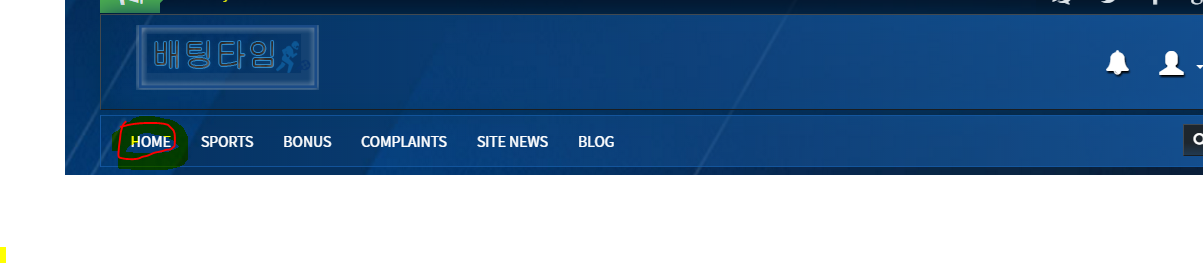 배팅타임
HOME SPORTS BONUS COMPLAINTS SITE NEWS BLOG